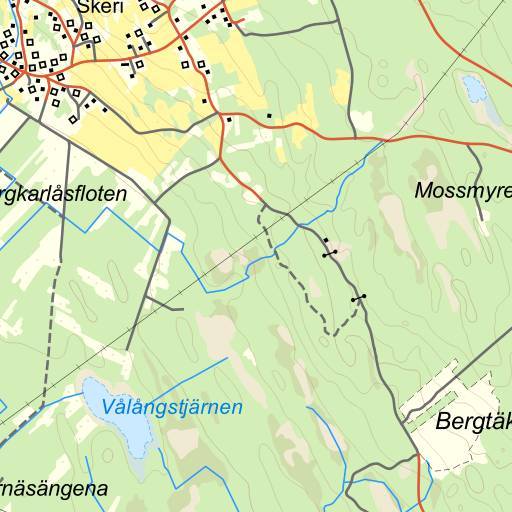 Skeri
rgkarlåsfloten
Mossmyre
Vålångstjärnen
Bergtäk
rnäsängena